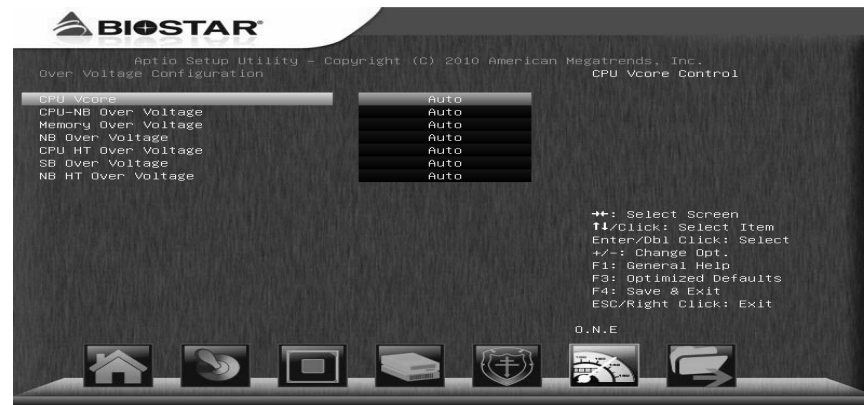 BIOSTAR®
Aptio Setup Utility - Copyright (C) 2010 American Megatrends, Inc.
Over Voltage Configuration
CPU Vcore Control
CPU Vcore Auto
CPU-NB Over Voltage Auto
Memory Over Voltage Auto
NB Over Voltage Auto
CPU HT Over Voltage Auto
SB Over Voltage Auto
NB HT Over Voltage Auto
→←: Select Screen
↑↓/Click: Select Item
Enter/Dbl Click: Select
+/-: Change Opt.
F1: General Help
F3: Optimized Defaults
F4: Save & Exit
ESC/Right Click: Exit
O.N.E